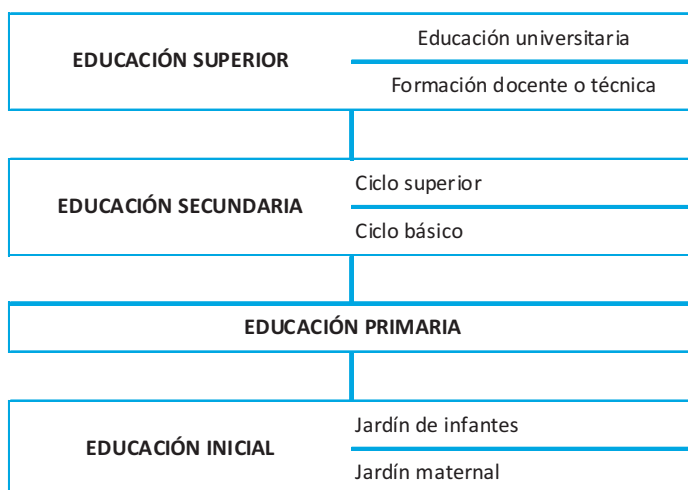 EDUCACIÓN SUPERIOR
Educación universitaria
Formación docente o técnica
EDUCACIÓN SECUNDARIA
Ciclo superior
Ciclo básico
EDUCACIÓN PRIMARIA
EDUCACIÓN INICIAL
Jardín de infantes
Jardín maternal